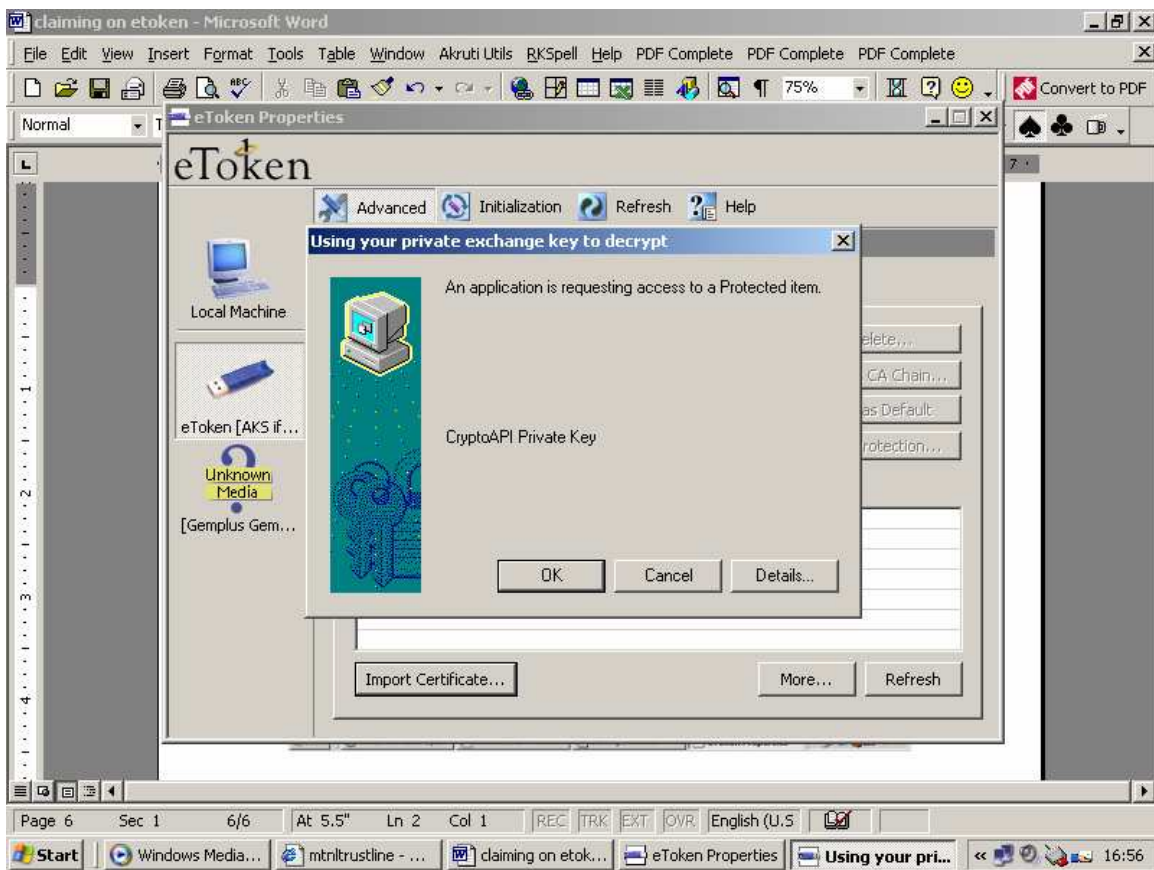 claiming on etoken - Microsoft Word
File Edit View Insert Format Tools Table Window Akruti Utils RKSpell Help PDF Complete PDF Complete PDF Complete
75%
Convert to PDF
Normal
eToken Properties
eToken
7
Advanced Initialization Refresh Help
Using your private exchange key to decrypt
An application is requesting access to a Protected item.
Local Machine
elete...
CA Chain...
as Default
eToken [AKS if...
rotection...
CryptoAPI Private Key
Unknown
Media
[Gemplus Gem...
OK Cancel Details...
1
2
3
4
Import Certificate... More... Refresh
Page 6 Sec 1 6/6 At 5.5" Ln 2 Col 1 REC TRK EXT OVR English (U.S
Start Windows Media... mtnltrustline - ... claiming on etok... eToken Properties Using your pri... « 16:56